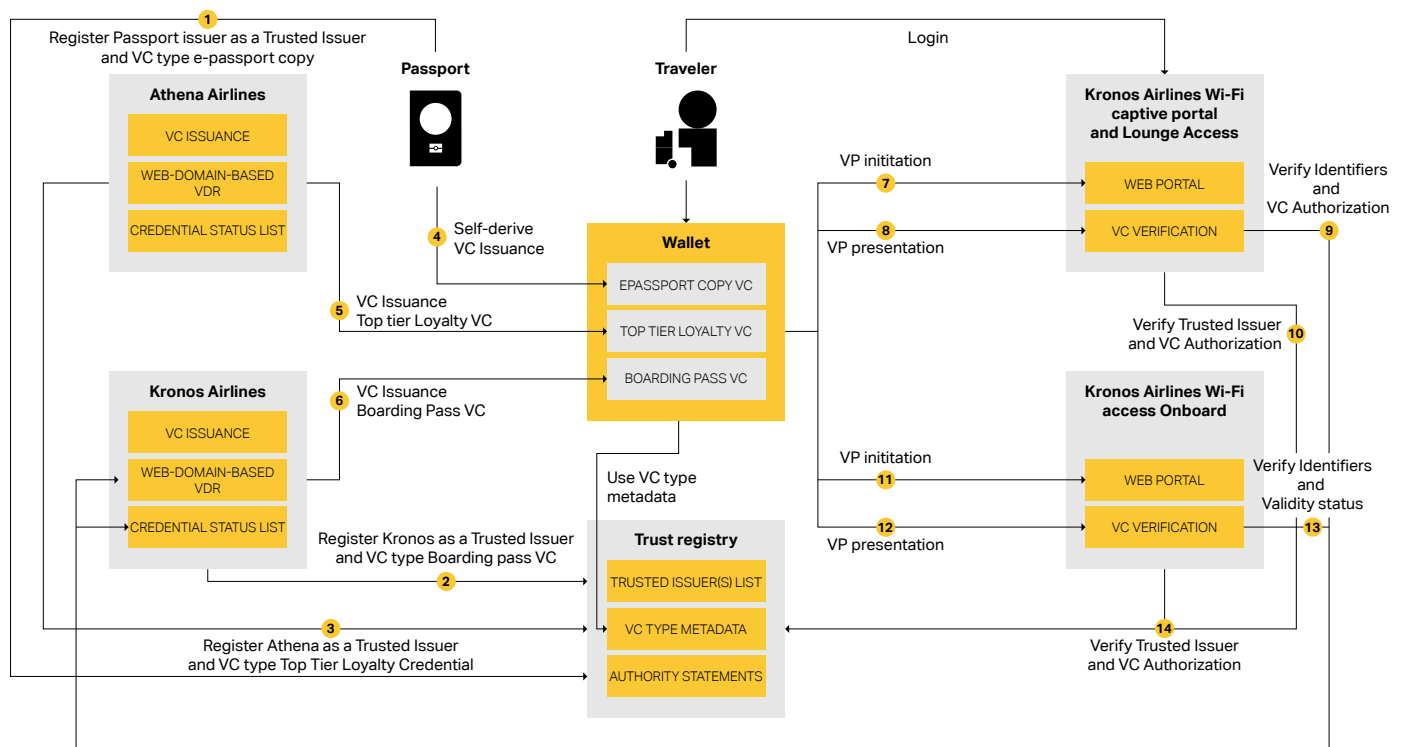 1
Register Passport issuer as a Trusted Issuer
and VC type e-passport copy
Passport
Traveler
Login
Athena Airlines
VC ISSUANCE
WEB-DOMAIN-BASED
VDR
CREDENTIAL STATUS LIST
Kronos Airlines Wi-Fi
captive portal
and Lounge Access
WEB PORTAL
VC VERIFICATION
VP inititation
7
8
VP presentation
Verify Identifiers
and
VC Authorization
9
4
Self-derive
VC Issuance
Wallet
EPASSPORT COPY VC
TOP TIER LOYALTY VC
BOARDING PASS VC
5
VC Issuance
Top tier Loyalty VC
Verify Trusted Issuer
and VC Authorization
10
Kronos Airlines
VC ISSUANCE
WEB-DOMAIN-BASED
VDR
CREDENTIAL STATUS LIST
6
VC Issuance
Boarding Pass VC
Kronos Airlines Wi-Fi
access Onboard
WEB PORTAL
VC VERIFICATION
VP inititation
11
12
VP presentation
Verify Identifiers
and
Validity status
13
Use VC type
metadata
Register Kronos as a Trusted Issuer
and VC type Boarding pass VC
2
Trust registry
TRUSTED ISSUER(S) LIST
VC TYPE METADATA
AUTHORITY STATEMENTS
3
Register Athena as a Trusted Issuer
and VC type Top Tier Loyalty Credential
14
Verify Trusted Issuer
and VC Authorization